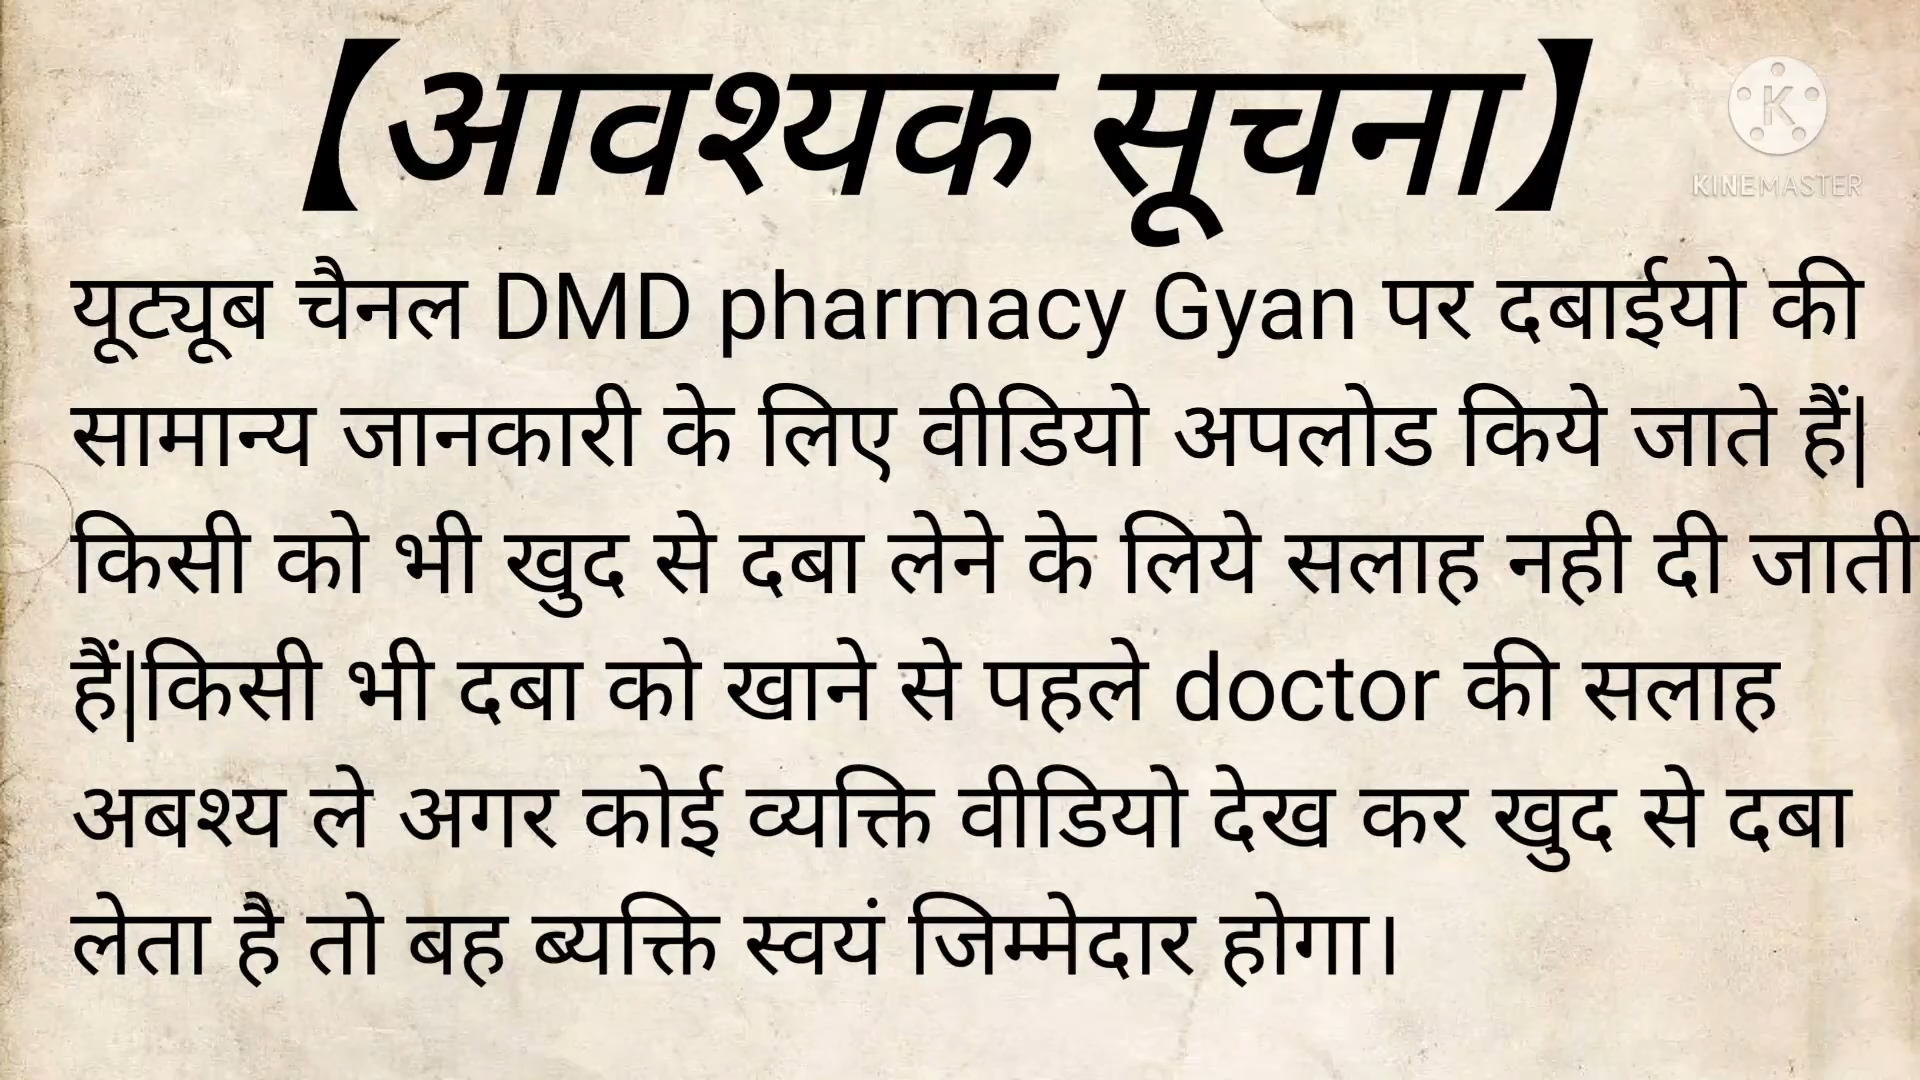 【आवश्यक सूचना】
KINEMASTER
यूट्यूब चैनल DMD pharmacy Gyan पर दबाईयो की
सामान्य जानकारी के लिए वीडियो अपलोड किये जाते हैं|
किसी को भी खुद से दबा लेने के लिये सलाह नही दी जाती
हैं|किसी भी दबा को खाने से पहले doctor की सलाह
अबश्य ले अगर कोई व्यक्ति वीडियो देख कर खुद से दबा
लेता है तो बह ब्यक्ति स्वयं जिम्मेदार होगा।